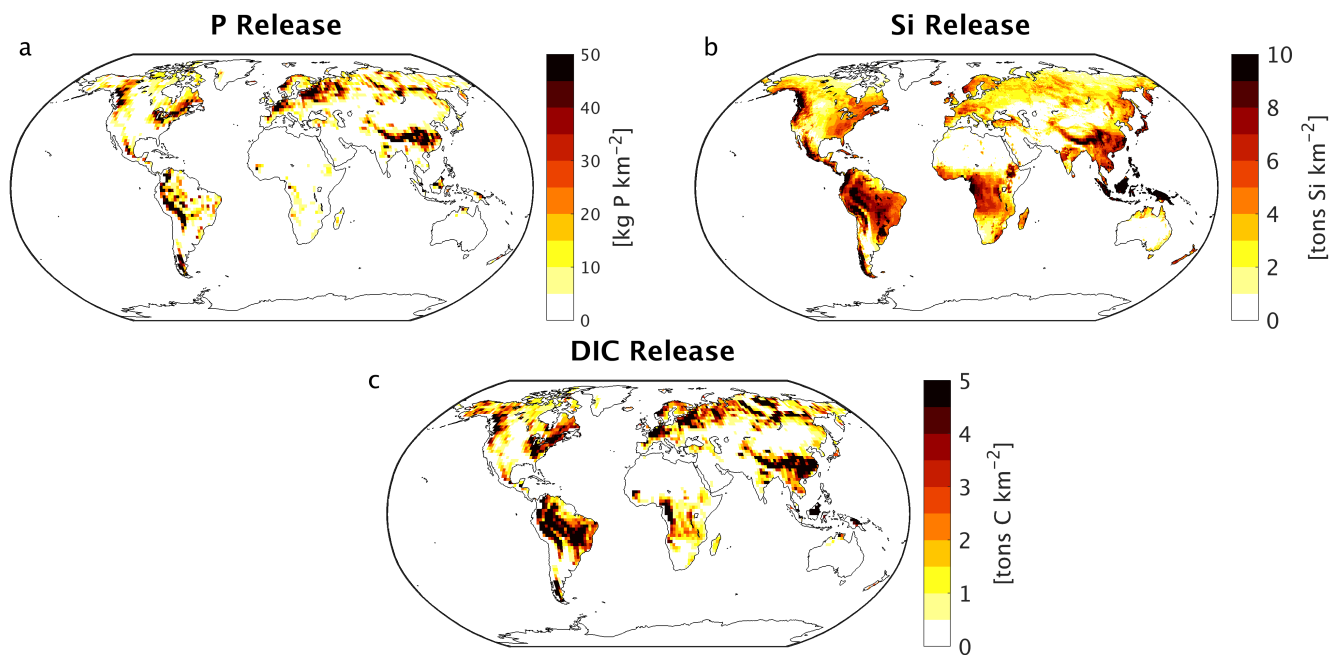 P Release
a
50
40
30
20
10
0
[kg P km⁻²]
Si Release
b
10
8
6
4
2
0
[tons Si km⁻²]
DIC Release
c
5
4
3
2
1
0
[tons C km⁻²]